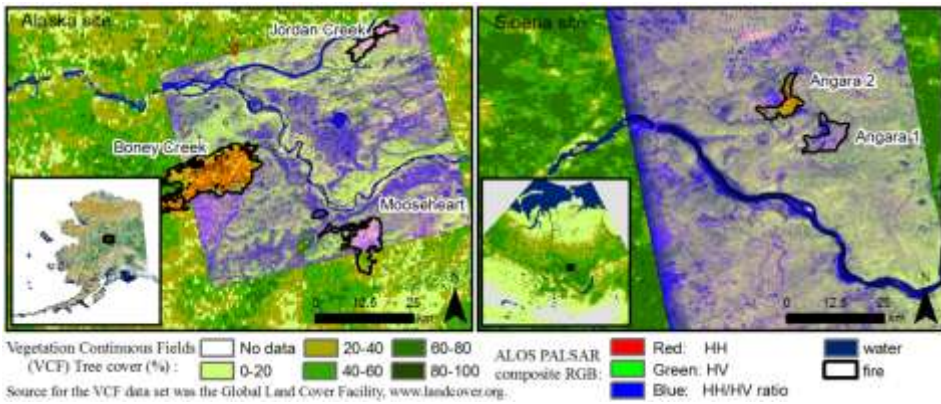 Alaska site
Jordan Creek
Boney Creek
Mooseheart
N
0 12.5 25
km
Siberia site
Angara 2
Angara 1
N
0 12.5 25
km
Vegetation Continuous Fields
(VCF) Tree cover (%) :
No data
0-20
20-40
40-60
60-80
80-100
ALOS PALSAR
composite RGB:
Red: HH
Green: HV
Blue: HH/HV ratio
water
fire
Source for the VCF data set was the Global Land Cover Facility, www.landcover.org.